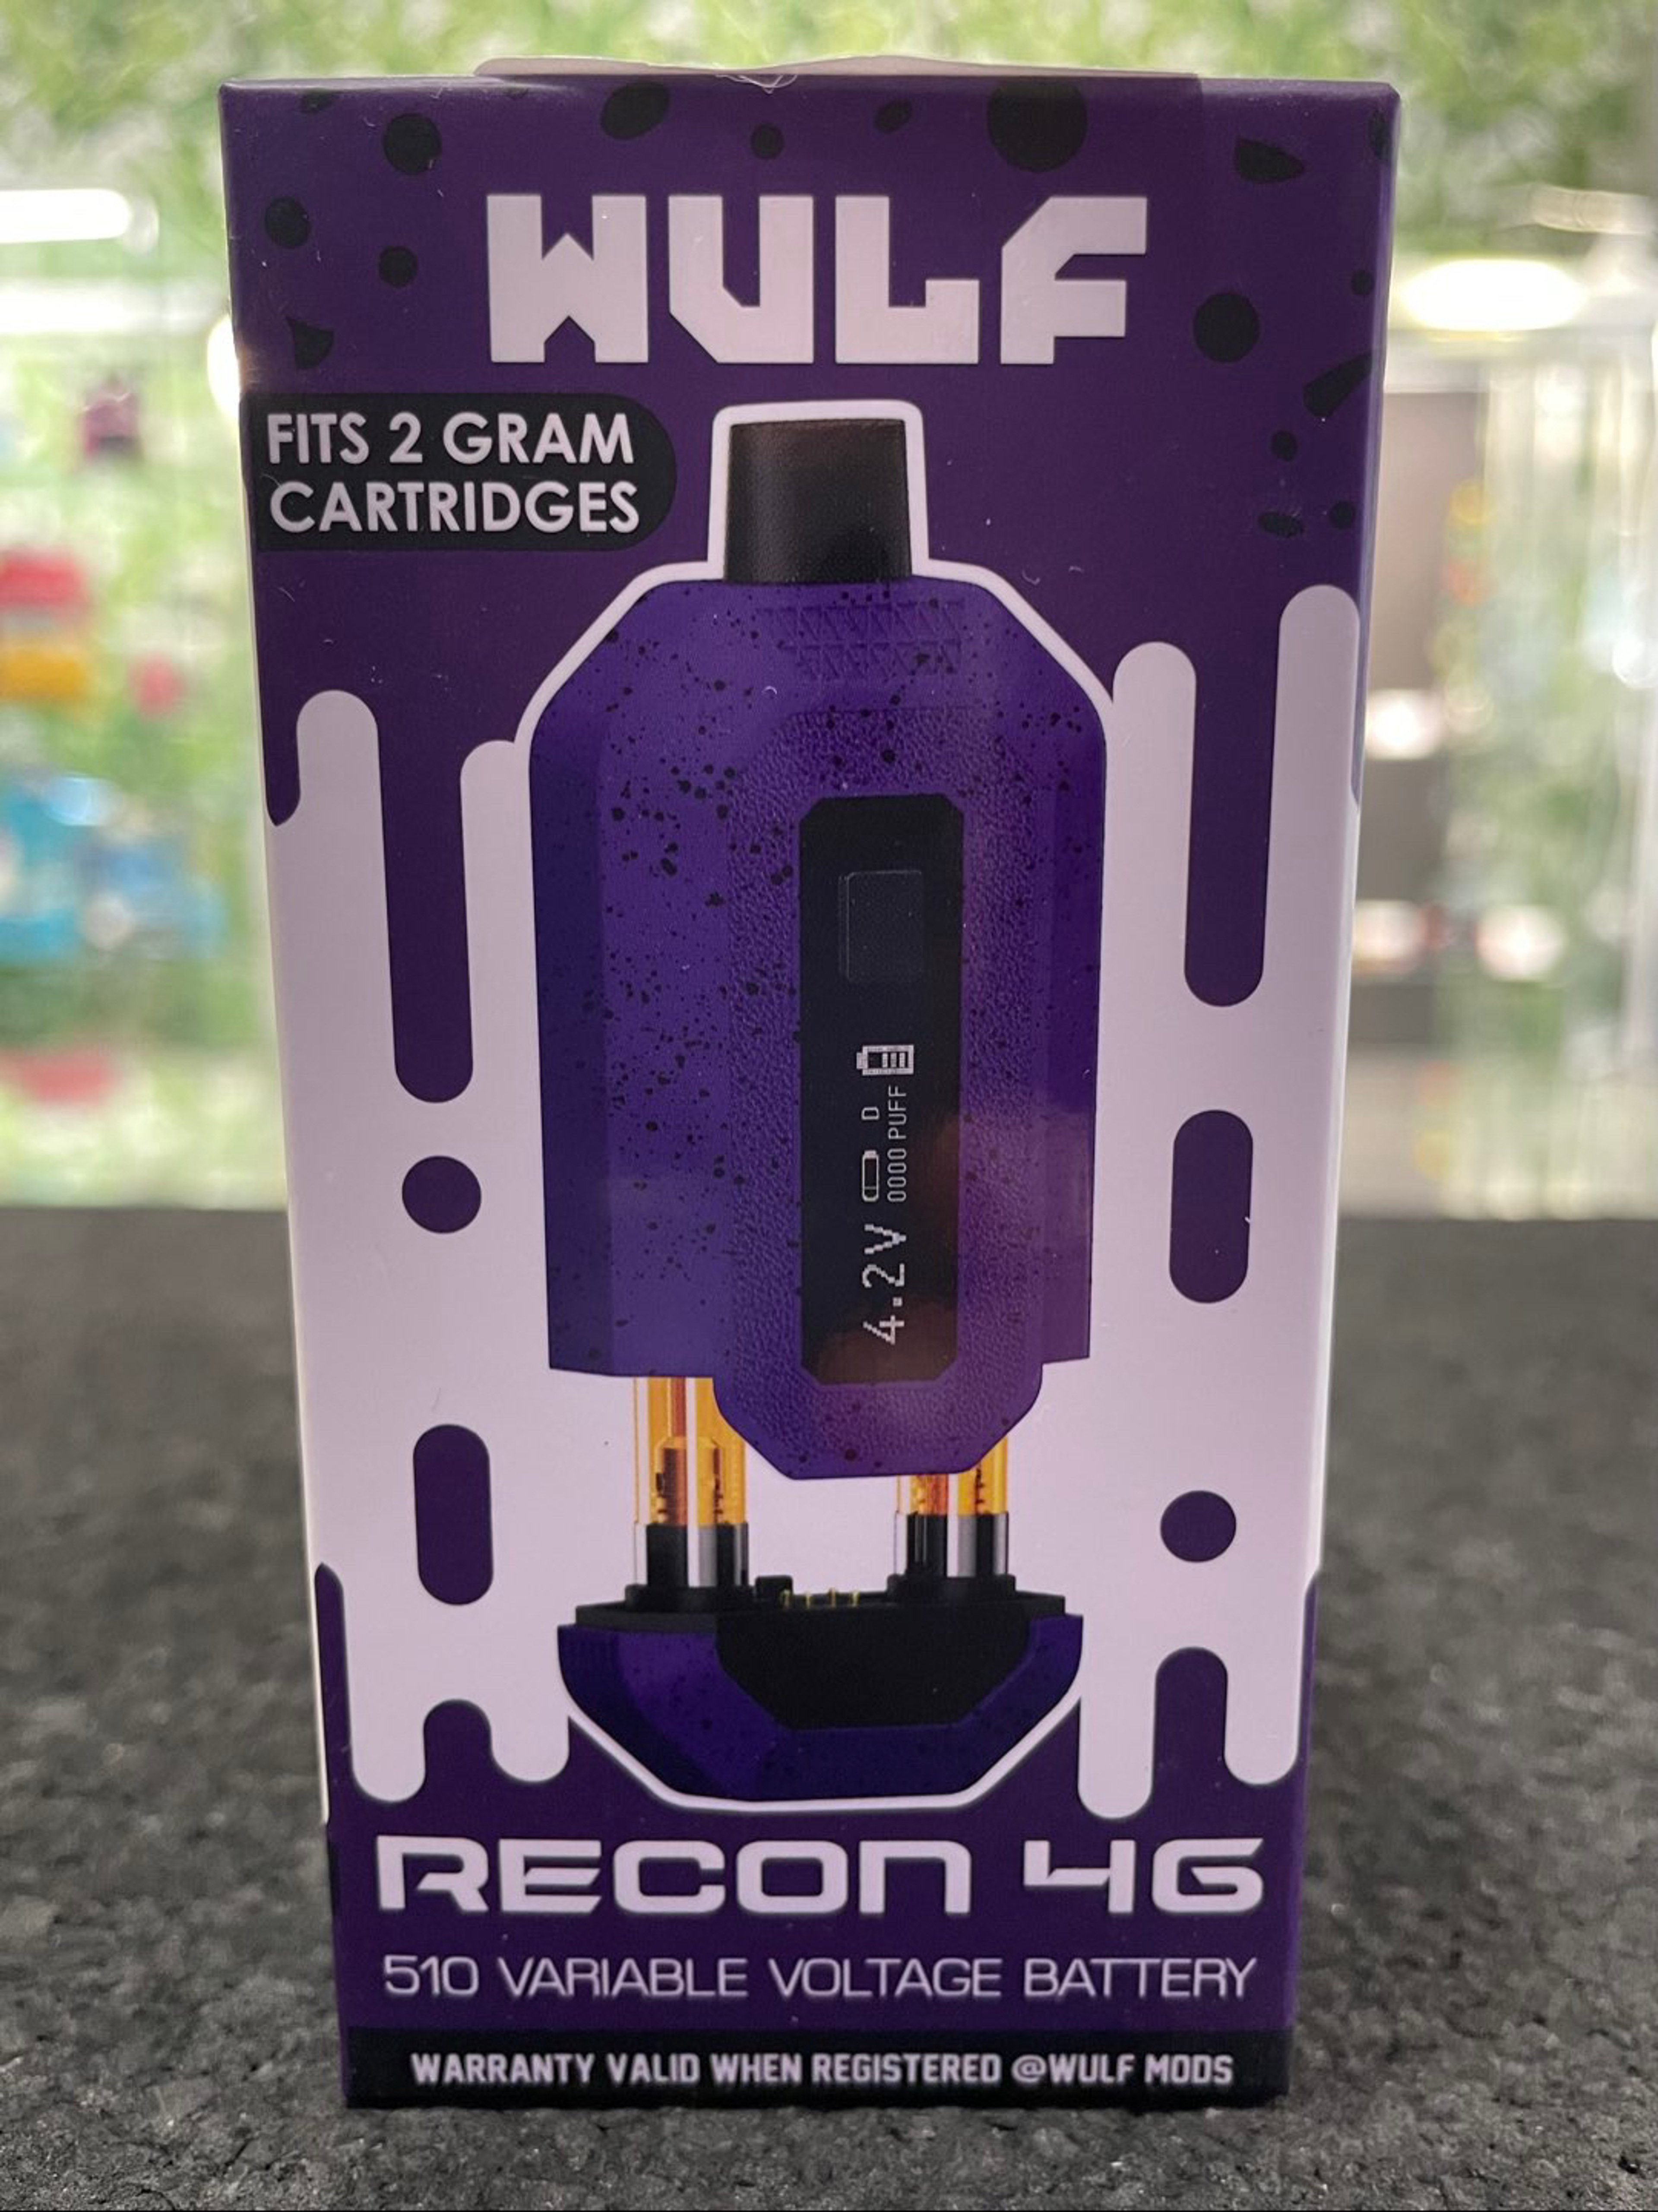 WULF
FITS 2 GRAM
CARTRIDGES
4.2V D
0000 PUFF
RECON 4G
510 VARIABLE VOLTAGE BATTERY
WARRANTY VALID WHEN REGISTERED @WULF MODS